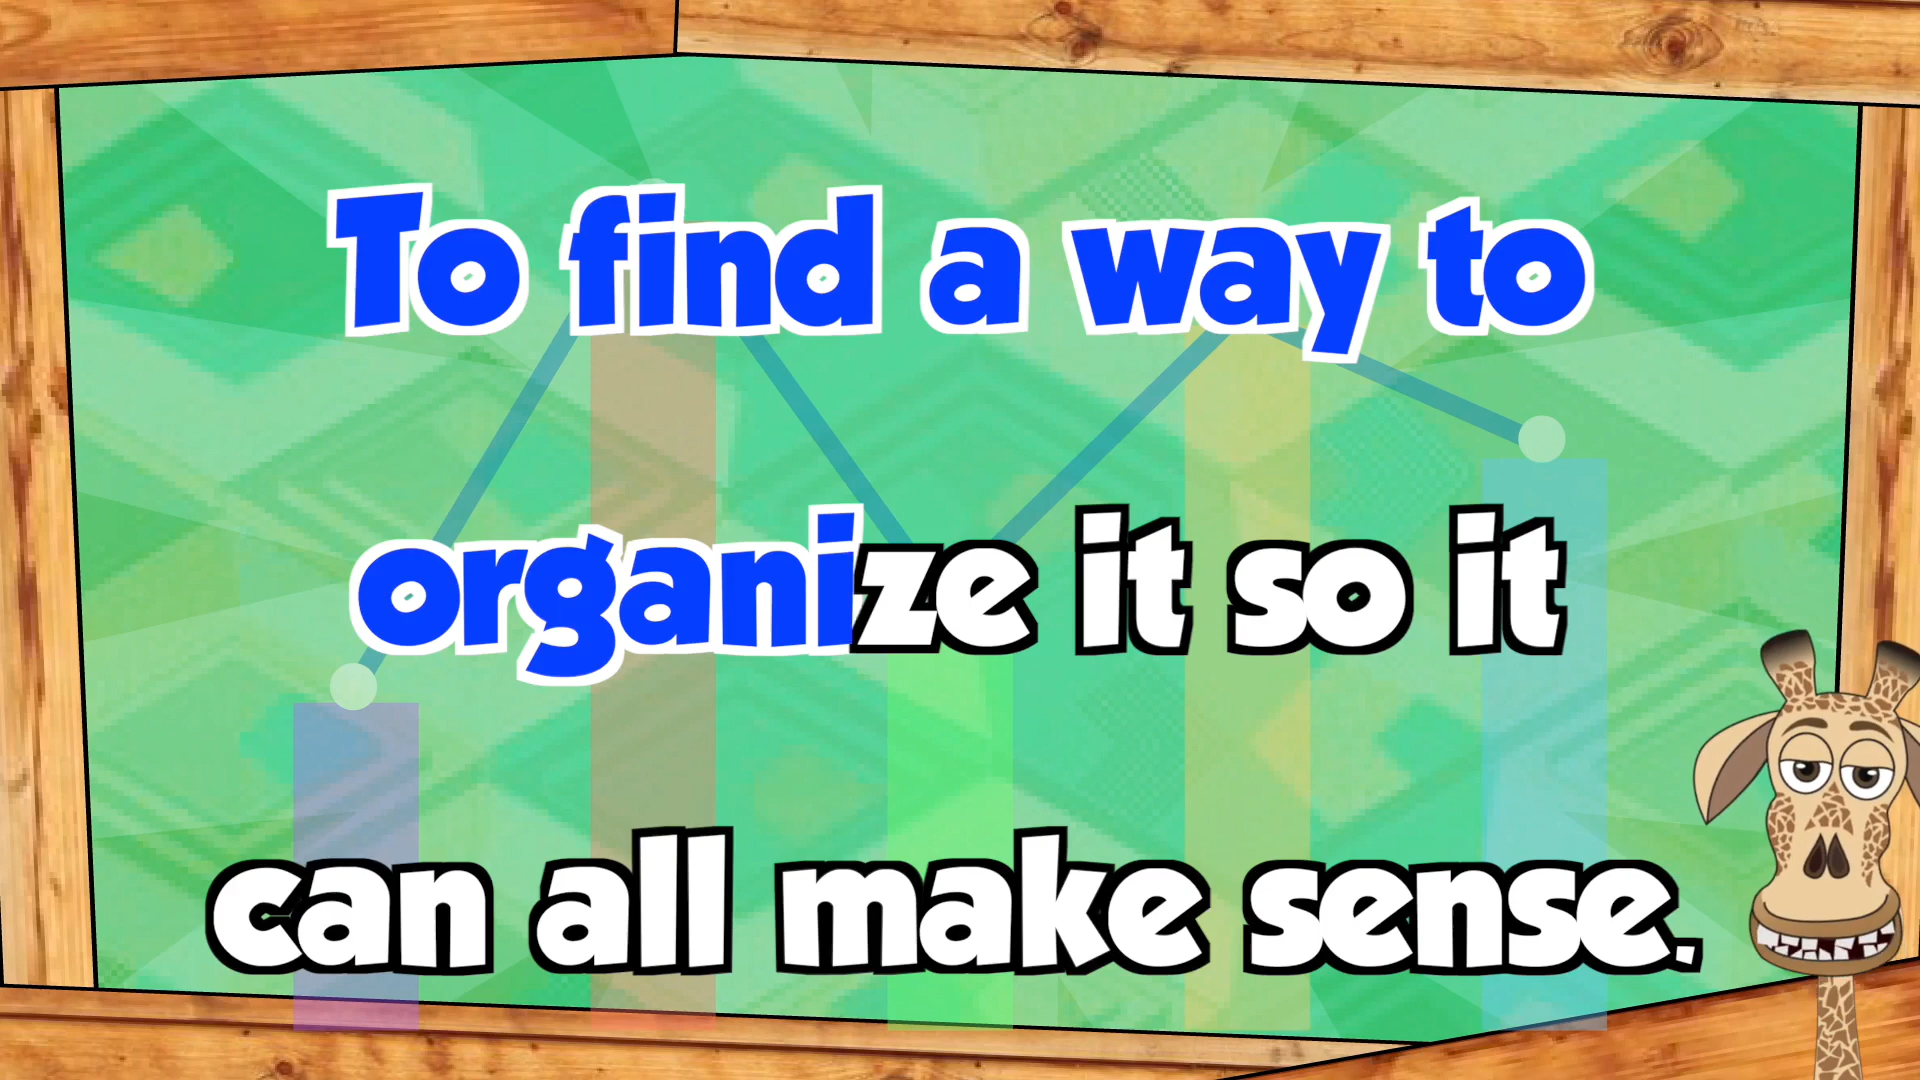 To find a way to
organize it so it
can all make sense.